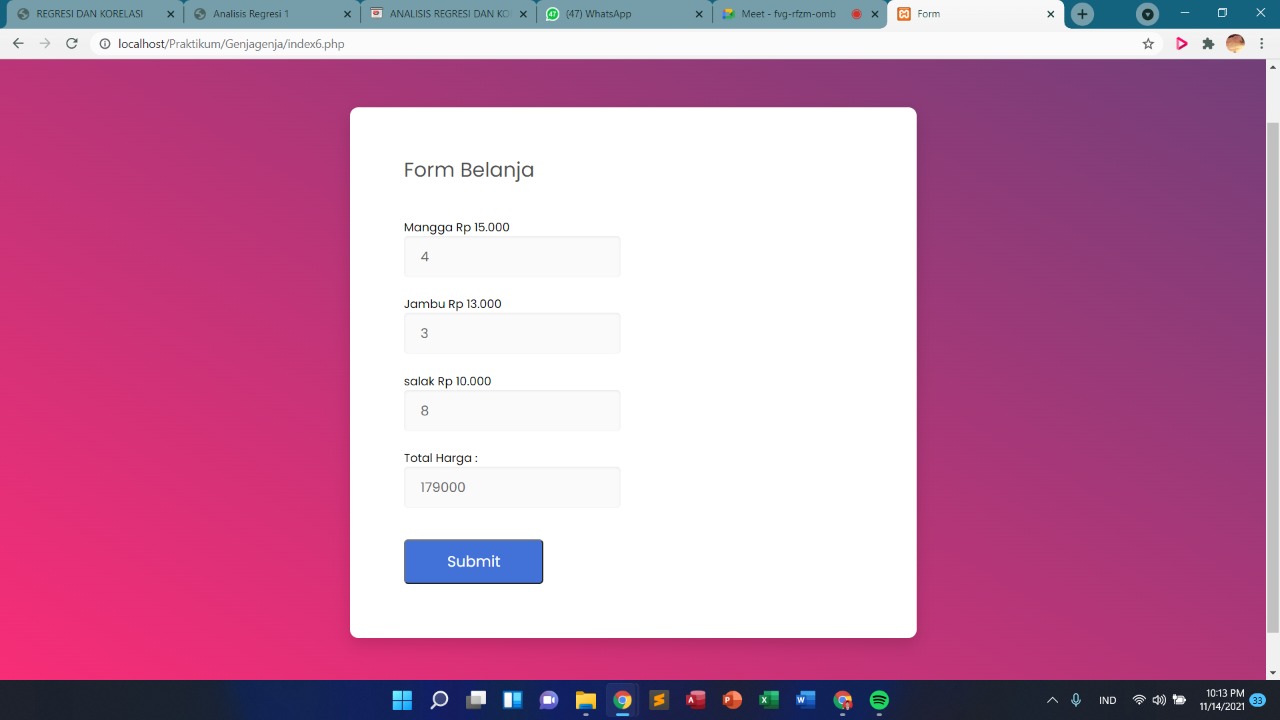 REGRESI DAN KORELASI
Analisis Regresi 1
ANALISIS REGRESI DAN KO
(47) WhatsApp
Meet - fvg-rfzm-omb
Form
localhost/Praktikum/Genjagenja/index6.php
Form Belanja
Mangga Rp 15.000
4
Jambu Rp 13.000
3
salak Rp 10.000
8
Total Harga :
179000
Submit
IND
10:13 PM
11/14/2021